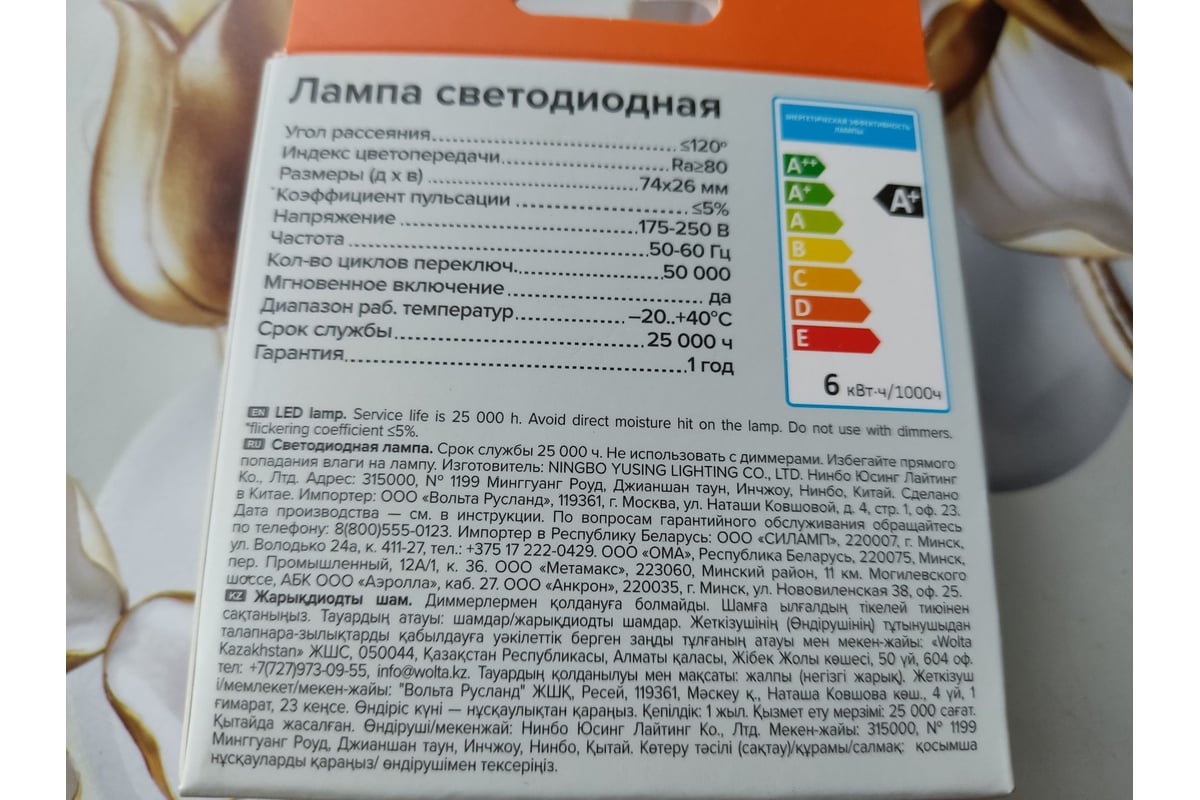 Лампа светодиодная
Угол рассеяния ≤120°
Индекс цветопередачи Ra≥80
Размеры (д х в) 74x26 мм
*Коэффициент пульсации ≤5%
Напряжение 175-250 В
Частота 50-60 Гц
Кол-во циклов переключ. 50 000
Мгновенное включение да
Диапазон раб. температур –20..+40°C
Срок службы 25 000 ч
Гарантия 1 год
ЭНЕРГЕТИЧЕСКАЯ ЭФФЕКТИВНОСТЬ
ЛАМПЫ
A++
A+ A+
A
B
C
D
E
6 кВт·ч/1000ч
EN LED lamp. Service life is 25 000 h. Avoid direct moisture hit on the lamp. Do not use with dimmers.
*flickering coefficient ≤5%.
RU Светодиодная лампа. Срок службы 25 000 ч. Не использовать с диммерами. Избегайте прямого
попадания влаги на лампу. Изготовитель: NINGBO YUSING LIGHTING CO., LTD. Нинбо Юсинг Лайтинг
Ко., Лтд. Адрес: 315000, № 1199 Минггуанг Роуд, Джианшан таун, Инчжоу, Нинбо, Китай. Сделано
в Китае. Импортер: ООО «Вольта Русланд», 119361, г. Москва, ул. Наташи Ковшовой, д. 4, стр. 1, оф. 23.
Дата производства — см. в инструкции. По вопросам гарантийного обслуживания обращайтесь
по телефону: 8(800)555-0123. Импортер в Республику Беларусь: ООО «СИЛАМП», 220007, г. Минск,
ул. Володько 24а, к. 411-27, тел.: +375 17 222-0429. ООО «ОМА», Республика Беларусь, 220075, Минск,
пер. Промышленный, 12А/1, к. 36. ООО «Метамакс», 223060, Минский район, 11 км. Могилевского
шоссе, АБК ООО «Аэролла», каб. 27. ООО «Анкрон», 220035, г. Минск, ул. Нововиленская 38, оф. 25.
KZ Жарықдиодты шам. Диммерлермен қолдануға болмайды. Шамға ылғалдың тікелей тиюінен
сақтаныңыз. Тауардың атауы: шамдар/жарықдиодты шамдар. Жеткізушінің (Өндірушінің) тұтынушыдан
талапнара-зылықтарды қабылдауға уәкілеттік берген заңды тұлғаның атауы мен мекен-жайы: «Wolta
Kazakhstan» ЖШС, 050044, Қазақстан Республикасы, Алматы қаласы, Жібек Жолы көшесі, 50 үй, 604 оф.
тел: +7(727)973-09-55, info@wolta.kz. Тауардың қолданылуы мен мақсаты: жалпы (негізгі жарық). Жеткізуш
і/мемлекет/мекен-жайы: "Вольта Русланд" ЖШҚ, Ресей, 119361, Мәскеу қ., Наташа Ковшова көш., 4 үй, 1
ғимарат, 23 кеңсе. Өндіріс күні — нұсқаулықтан қараңыз. Кепілдік: 1 жыл. Қызмет ету мерзімі: 25 000 сағат.
Қытайда жасалған. Өндіруші/мекенжай: Нинбо Юсинг Лайтинг Ко., Лтд. Мекен-жайы: 315000, № 1199
Минггуанг Роуд, Джианшан таун, Инчжоу, Нинбо, Қытай. Көтеру тәсілі (сақтау)/құрамы/салмақ: қосымша
нұсқауларды қараңыз/ өндірушімен тексеріңіз.